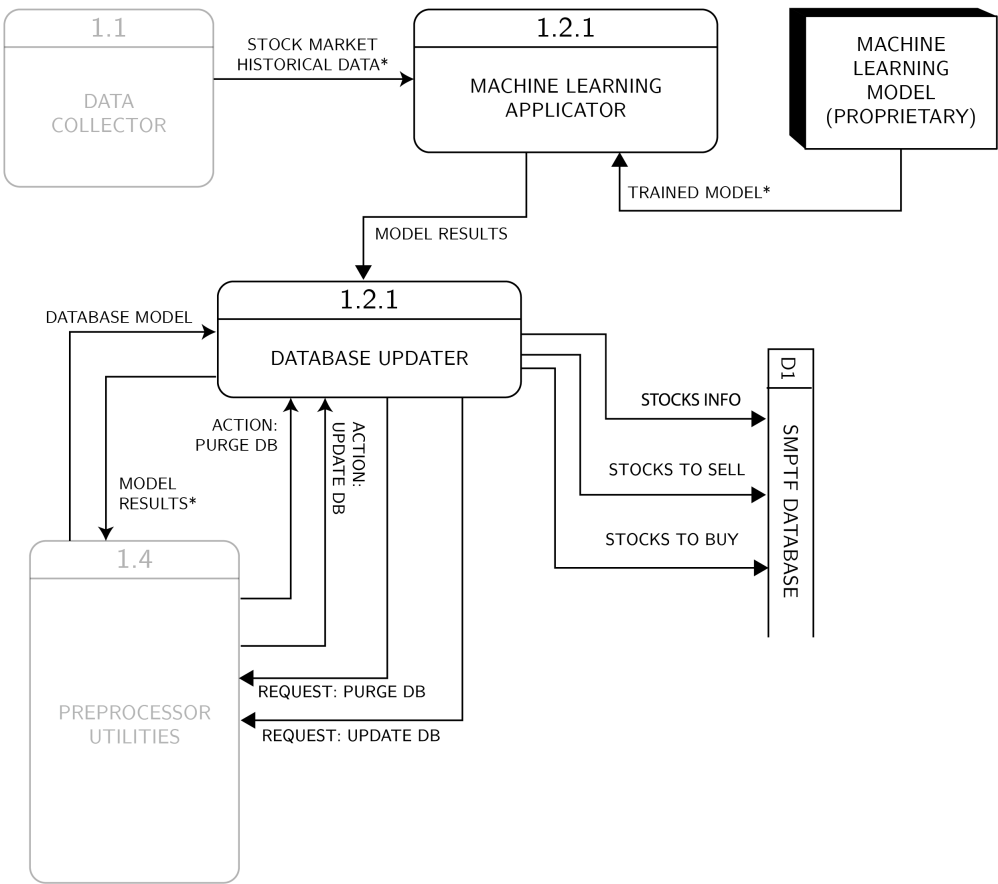 1.1
DATA
COLLECTOR
STOCK MARKET
HISTORICAL DATA*
1.2.1
MACHINE LEARNING
APPLICATOR
MACHINE
LEARNING
MODEL
(PROPRIETARY)
TRAINED MODEL*
MODEL RESULTS
1.2.1
DATABASE UPDATER
DATABASE MODEL
MODEL
RESULTS*
ACTION:
PURGE DB
ACTION:
UPDATE DB
STOCKS INFO
STOCKS TO SELL
STOCKS TO BUY
D1
SMPTF DATABASE
1.4
PREPROCESSOR
UTILITIES
REQUEST: PURGE DB
REQUEST: UPDATE DB